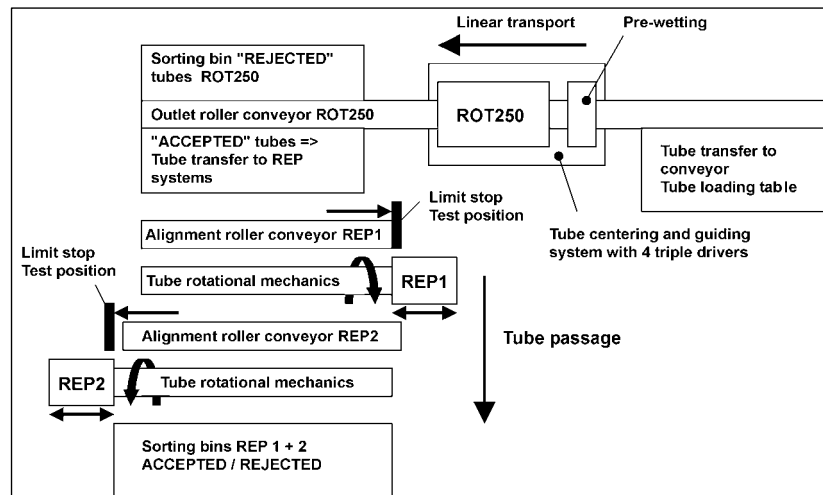 Linear transport
Pre-wetting
Sorting bin "REJECTED"
tubes ROT250
Outlet roller conveyor ROT250
ROT250
"ACCEPTED" tubes =>
Tube transfer to REP
systems
Tube transfer to
conveyor
Tube loading table
Limit stop
Test position
Alignment roller conveyor REP1
Tube centering and guiding
system with 4 triple drivers
Limit stop
Test position
Tube rotational mechanics
REP1
Alignment roller conveyor REP2
Tube passage
REP2
Tube rotational mechanics
Sorting bins REP 1 + 2
ACCEPTED / REJECTED